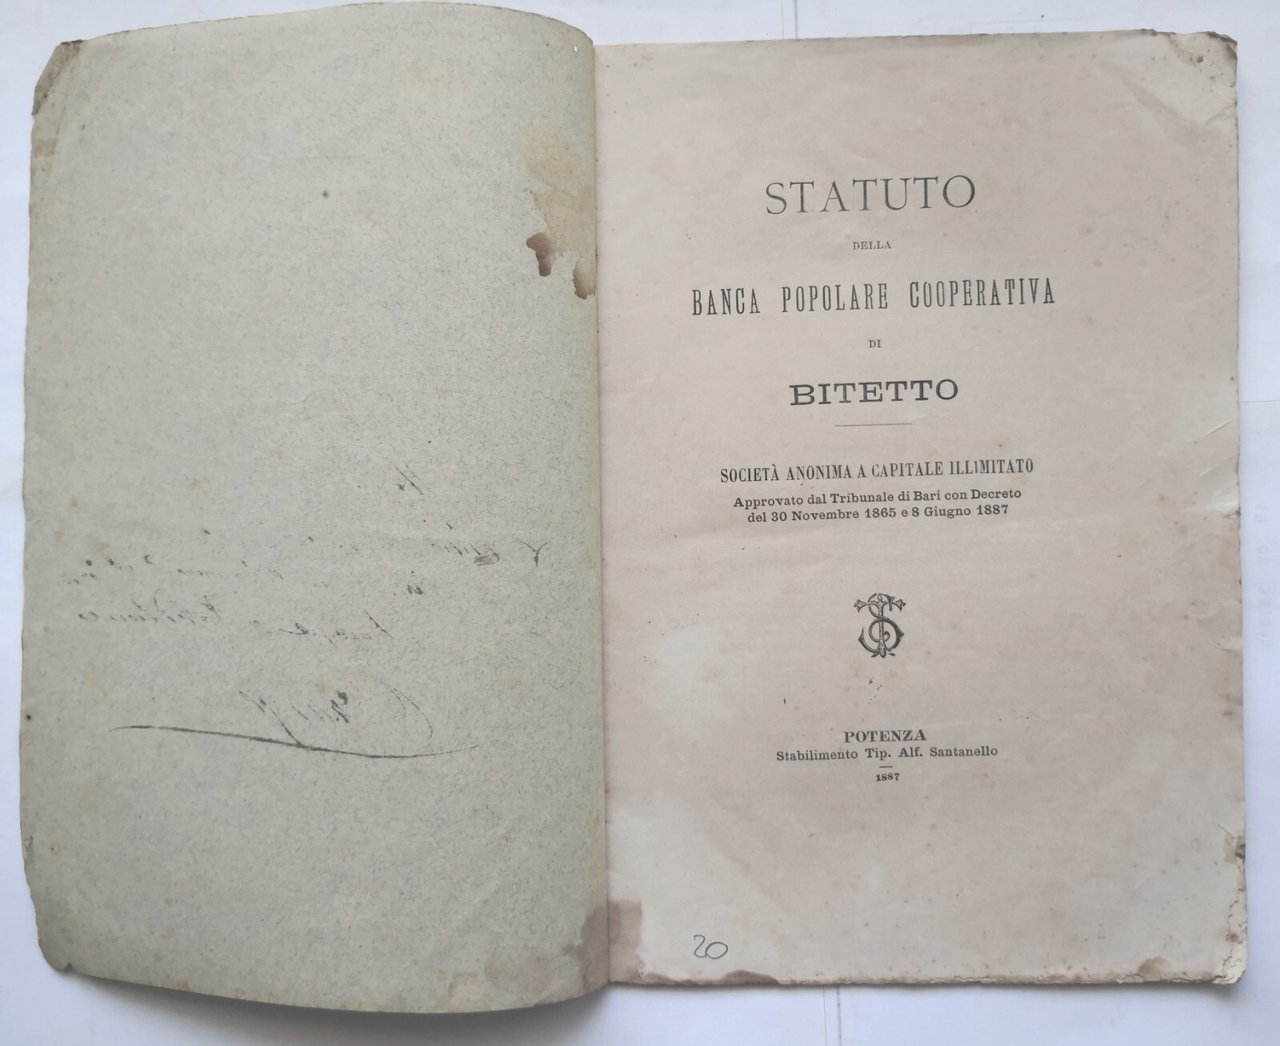 STATUTO
DELLA
BANCA POPOLARE COOPERATIVA
DI
BITETTO
SOCIETÀ ANONIMA A CAPITALE ILLIMITATO
Approvato dal Tribunale di Bari con Decreto
del 30 Novembre 1865 e 8 Giugno 1887
POTENZA
Stabilimento Tip. Alf. Santanello
1887
20